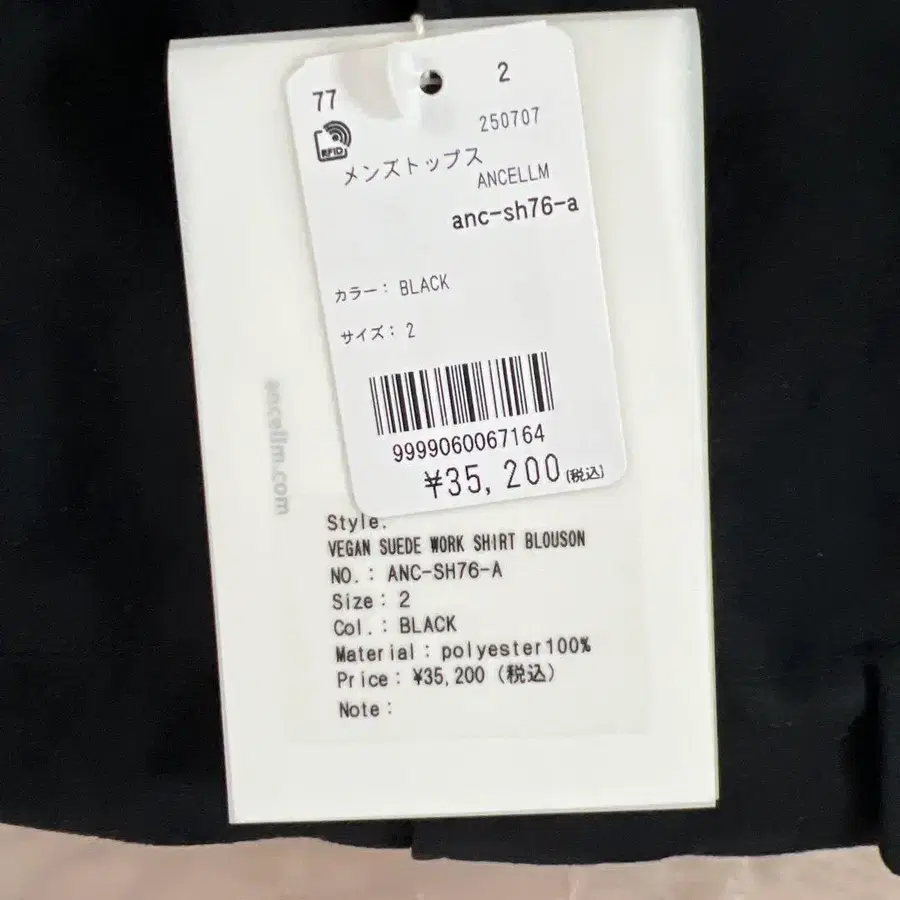 77
2
RFID
250707
メンズトップス
ANCELLM
anc-sh76-a
カラー: BLACK
サイズ: 2
9999060067164
¥35,200(税込)
ancellm.com
Style.
VEGAN SUEDE WORK SHIRT BLOUSON
NO.: ANC-SH76-A
Size: 2
Col.: BLACK
Material: polyester100%
Price: ¥35,200 (税込)
Note: